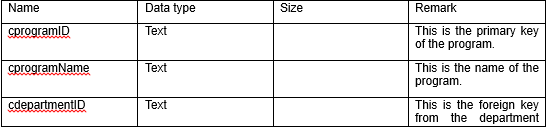 Name Data type Size Remark
cprogramID Text This is the primary key
of the program.
cprogramName Text This is the name of the
program.
cdepartmentID Text This is the foreign key
from the department